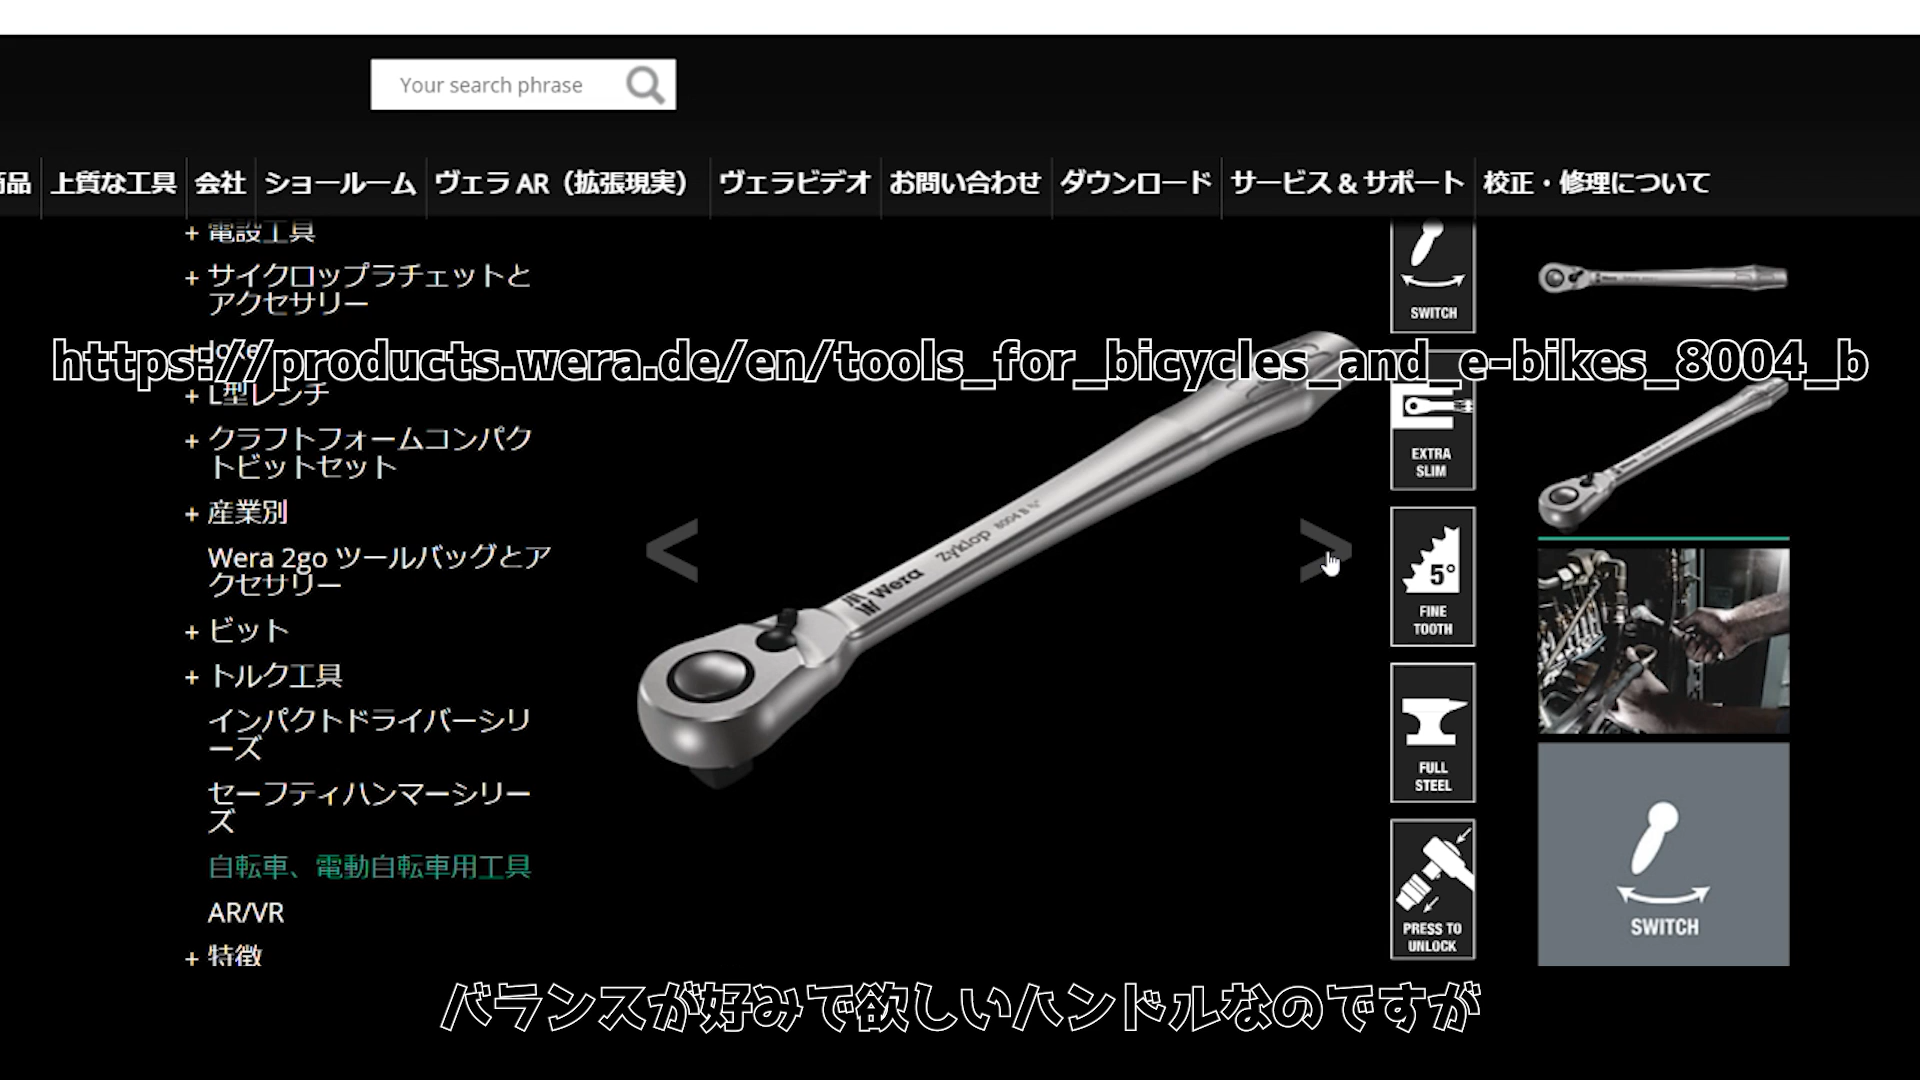 Your search phrase
商品
上質な工具
会社
ショールーム
ヴェラ AR（拡張現実）
ヴェラビデオ
お問い合わせ
ダウンロード
サービス & サポート
校正・修理について
+ 電設工具
+ サイクロップラチェットと
アクセサリー
+ Joker
https://products.wera.de/en/tools_for_bicycles_and_e-bikes_8004_b
+ L型レンチ
+ クラフトフォームコンパク
トビットセット
+ 産業別
Wera 2go ツールバッグとア
クセサリー
+ ビット
+ トルク工具
インパクトドライバーシリ
ーズ
セーフティハンマーシリー
ズ
自転車、電動自転車用工具
AR/VR
+ 特徴
<
>
Wera Zyklop 8004 B
SWITCH
EXTRA
SLIM
5°
FINE
TOOTH
FULL
STEEL
PRESS TO
UNLOCK
SWITCH
バランスが好みで欲しいハンドルなのですが